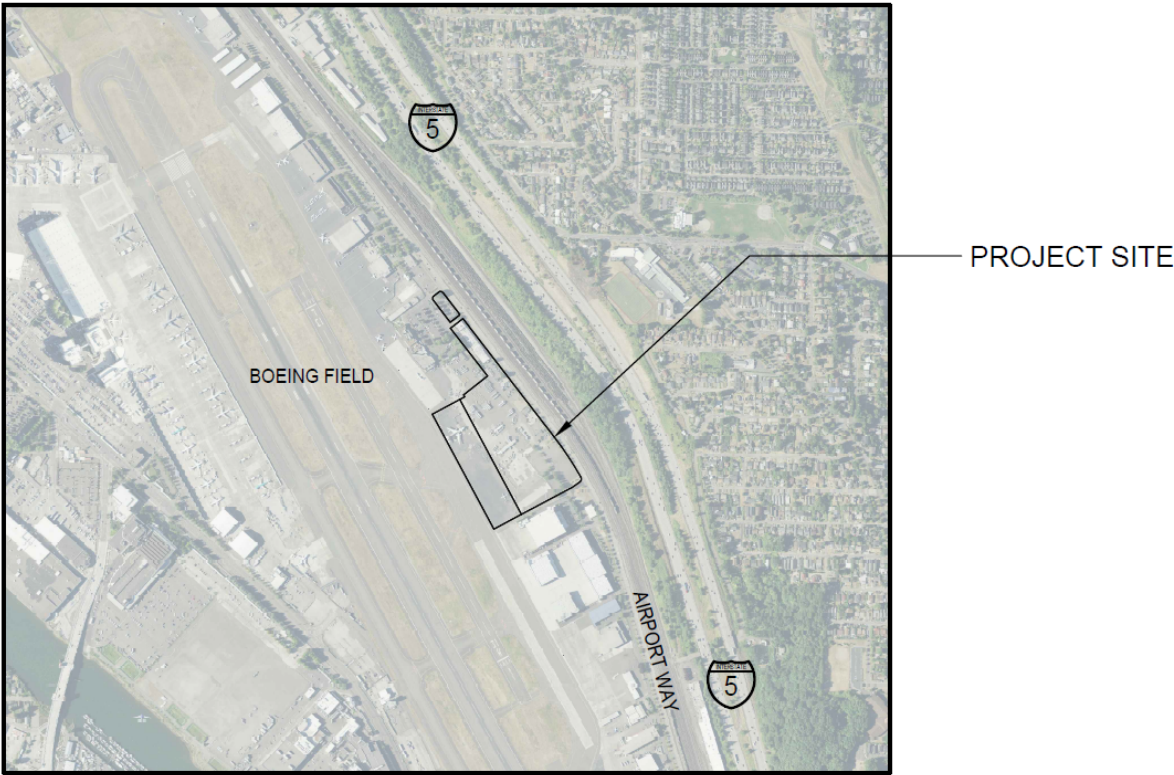 INTERSTATE
5
PROJECT SITE
BOEING FIELD
AIRPORT WAY
INTERSTATE
5